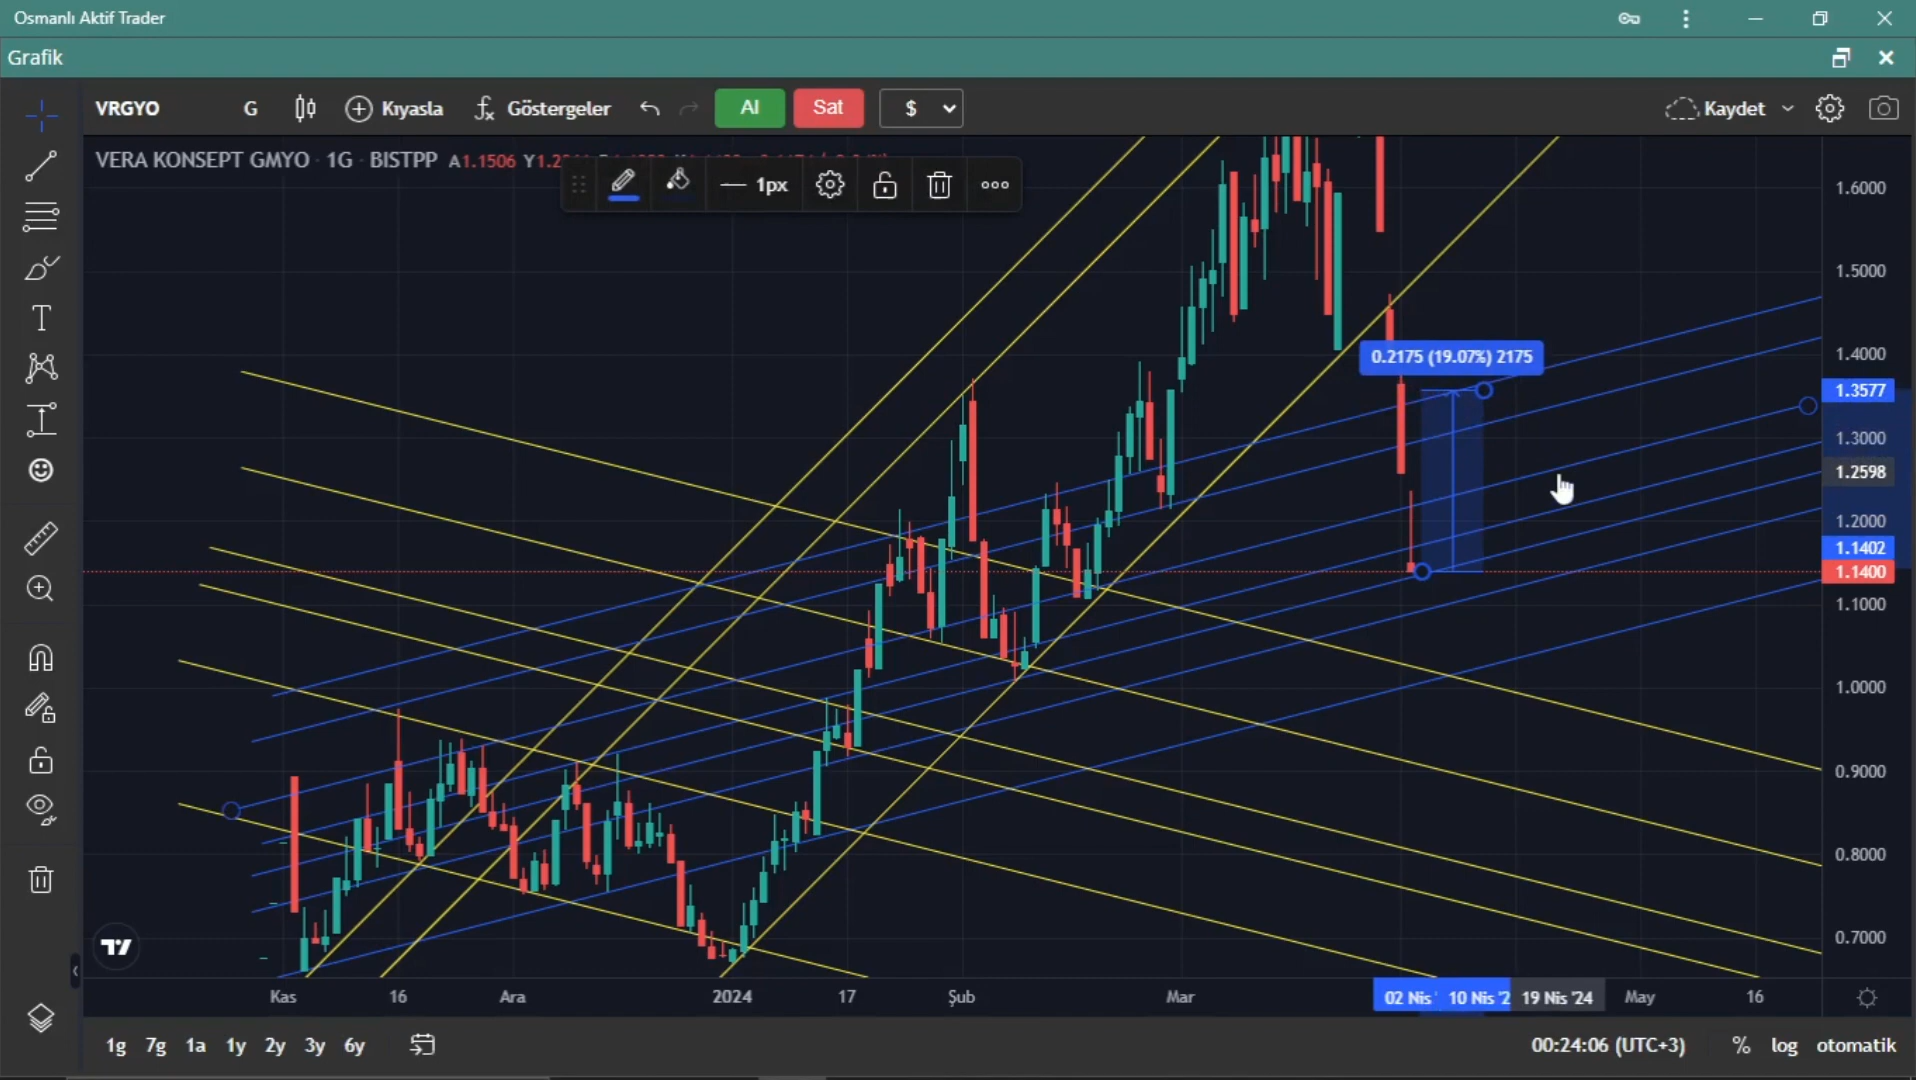 Osmanlı Aktif Trader
Grafik
VRGYO G Kıyasla Göstergeler Al Sat $ Kaydet
VERA KONSEPT GMYO · 1G · BISTPP A1.1506
1px
1.6000
1.5000
1.4000
0.2175 (19.07%) 2175
1.3577
1.3000
1.2598
1.2000
1.1402
1.1400
1.1000
1.0000
0.9000
0.8000
0.7000
Kas 16 Ara 2024 17 Şub Mar 02 Nis ' 10 Nis '2 19 Nis '24 May 16
1g 7g 1a 1y 2y 3y 6y 00:24:06 (UTC+3) % log otomatik